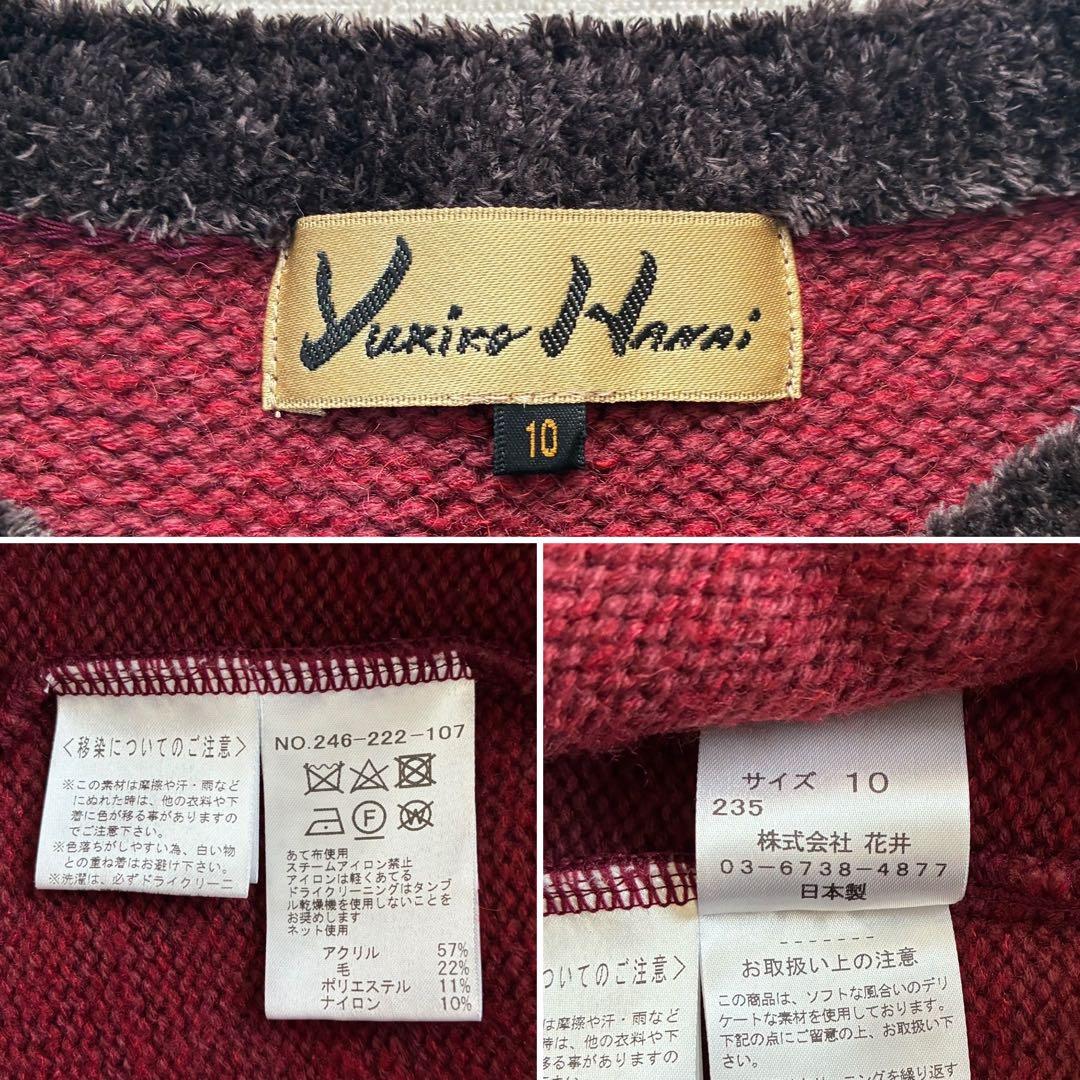 Yukiko Hanai
10
<移染についてのご注意>
※この素材は摩擦や汗・雨など
にぬれた時は、他の衣料や下
着に色が移る事がありますの
でご注意下さい。
※色落ちがしやすい為、白い物
との重ね着はお避け下さい。
※洗濯は、必ずドライクリーニ
NO.246-222-107
F
W
あて布使用
スチームアイロン禁止
アイロンは軽くあてる
ドライクリーニングはタンブ
ル乾燥機を使用しないことを
お奨めします
ネット使用
アクリル 57%
毛 22%
ポリエステル 11%
ナイロン 10%
サイズ 10
235
株式会社 花井
03-6738-4877
日本製
ついてのご注意>
は摩擦や汗・雨など
時は、他の衣料や下
る事がありますの
-------
お取扱い上の注意
この商品は、ソフトな風合いのデリ
ケートな素材を使用しております。
下記の点にご留意の上、お取扱い下
さい。
ーニングを繰り返す